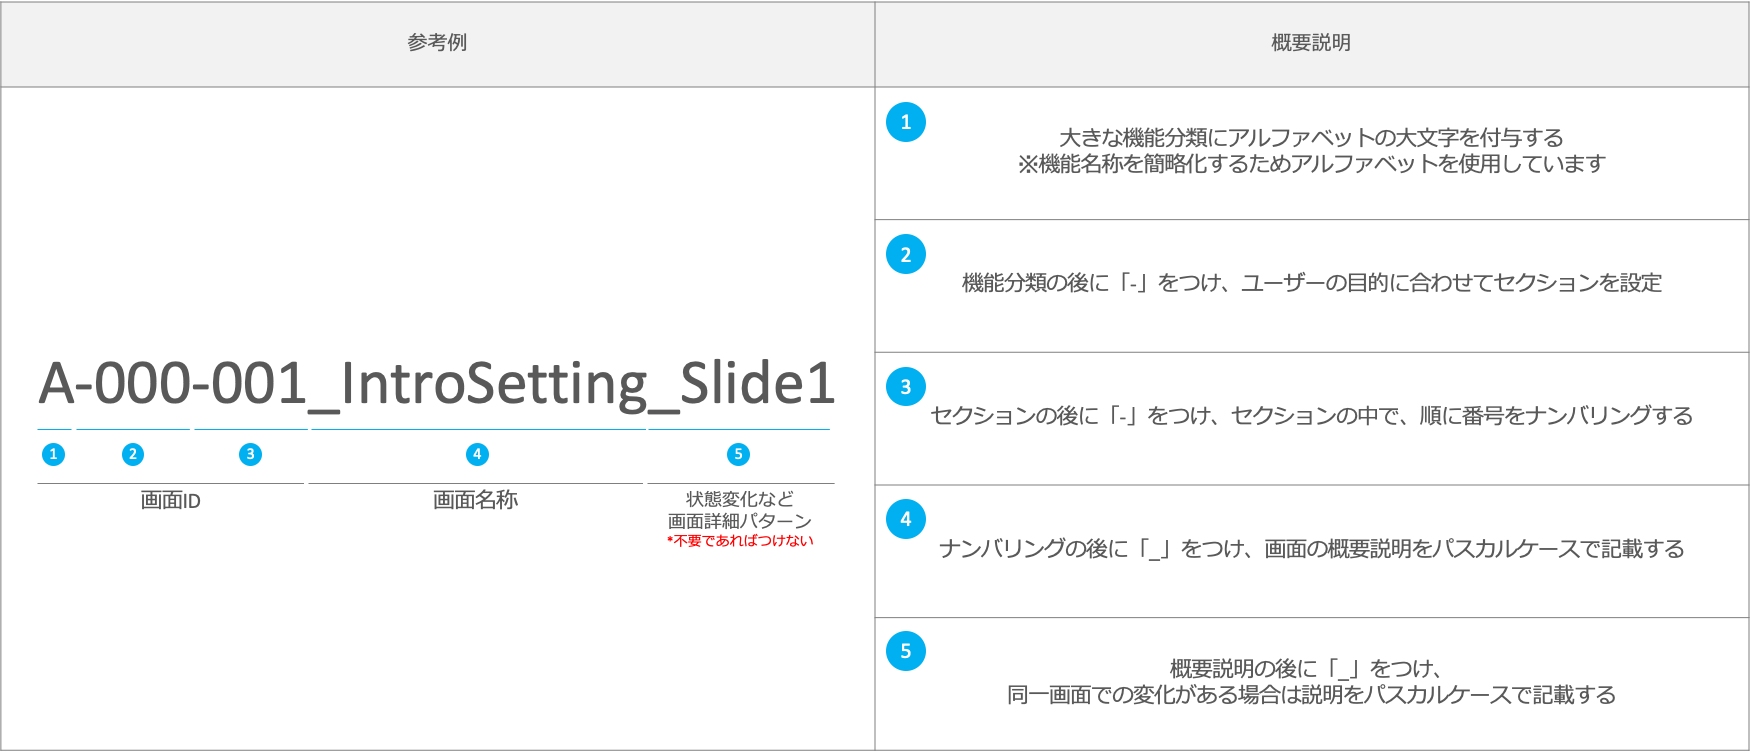 参考例
概要説明
A-000-001_IntroSetting_Slide1
1
2
3
4
5
画面ID
画面名称
状態変化など
画面詳細パターン
*不要であればつけない
1
大きな機能分類にアルファベットの大文字を付与する
※機能名称を簡略化するためアルファベットを使用しています
2
機能分類の後に「-」をつけ、ユーザーの目的に合わせてセクションを設定
3
セクションの後に「-」をつけ、セクションの中で、順に番号をナンバリングする
4
ナンバリングの後に「_」をつけ、画面の概要説明をパスカルケースで記載する
5
概要説明の後に「_」をつけ、
同一画面での変化がある場合は説明をパスカルケースで記載する